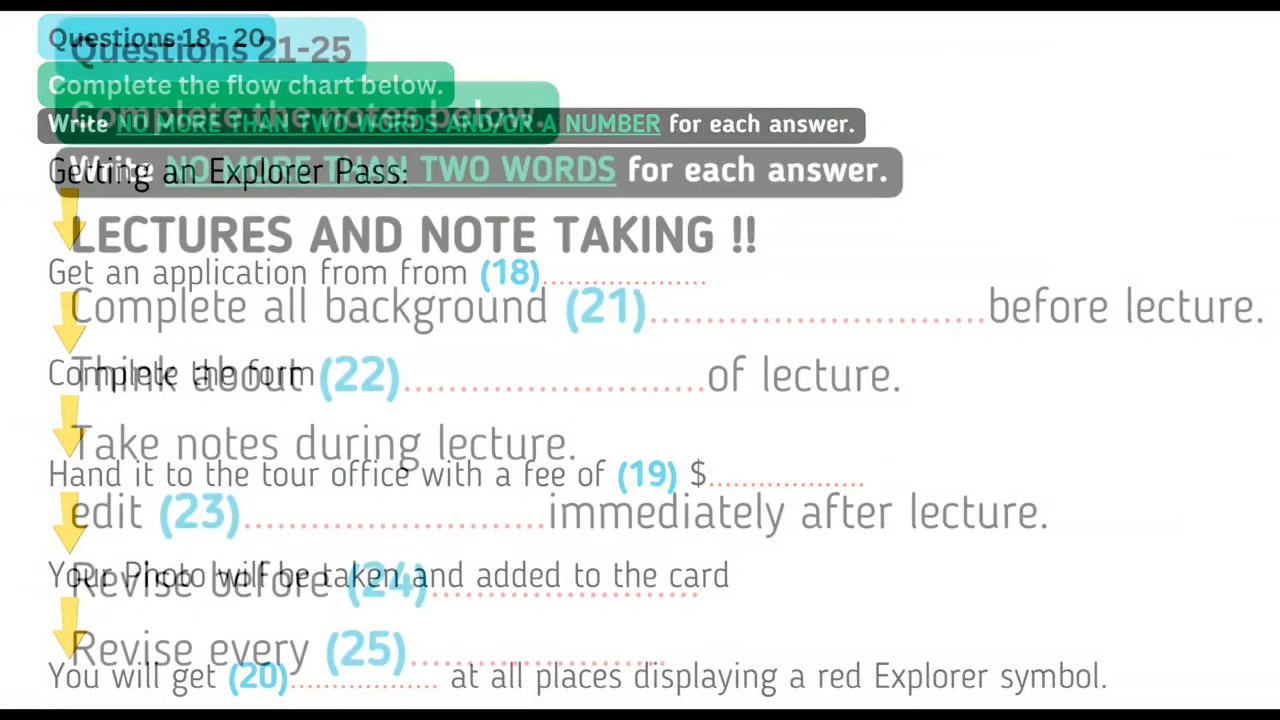 Questions 18 - 20
Complete the flow chart below.
Write NO MORE THAN TWO WORDS AND/OR A NUMBER for each answer.
Getting an Explorer Pass:
Get an application from from (18)....................
Complete the form
Hand it to the tour office with a fee of (19) $...................
Your Photo will be taken and added to the card
You will get (20).................. at all places displaying a red Explorer symbol.
Questions 21-25
Complete the notes below.
Write NO MORE THAN TWO WORDS for each answer.
LECTURES AND NOTE TAKING !!
Complete all background (21)........................before lecture.
Think about (22)......................of lecture.
Take notes during lecture.
edit (23)......................immediately after lecture.
Revise before (24)....................
Revise every (25)...................